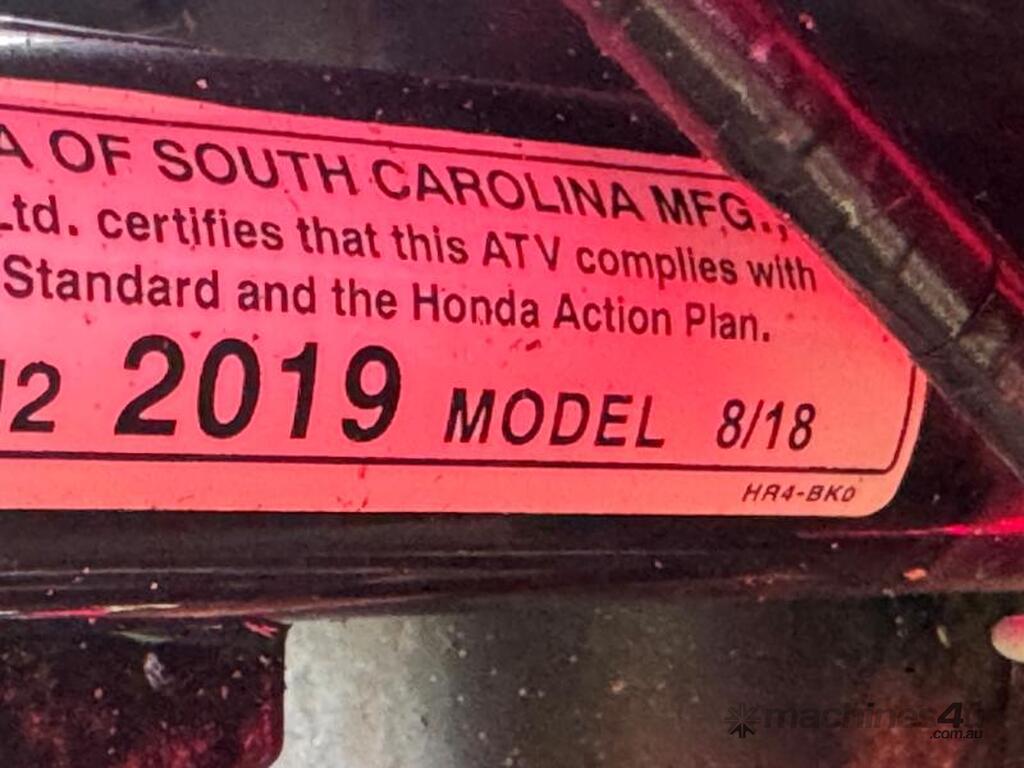 A OF SOUTH CAROLINA MFG.,
Ltd. certifies that this ATV complies with
Standard and the Honda Action Plan.
12 2019 MODEL 8/18
HR4-BK0
machines4u
.com.au